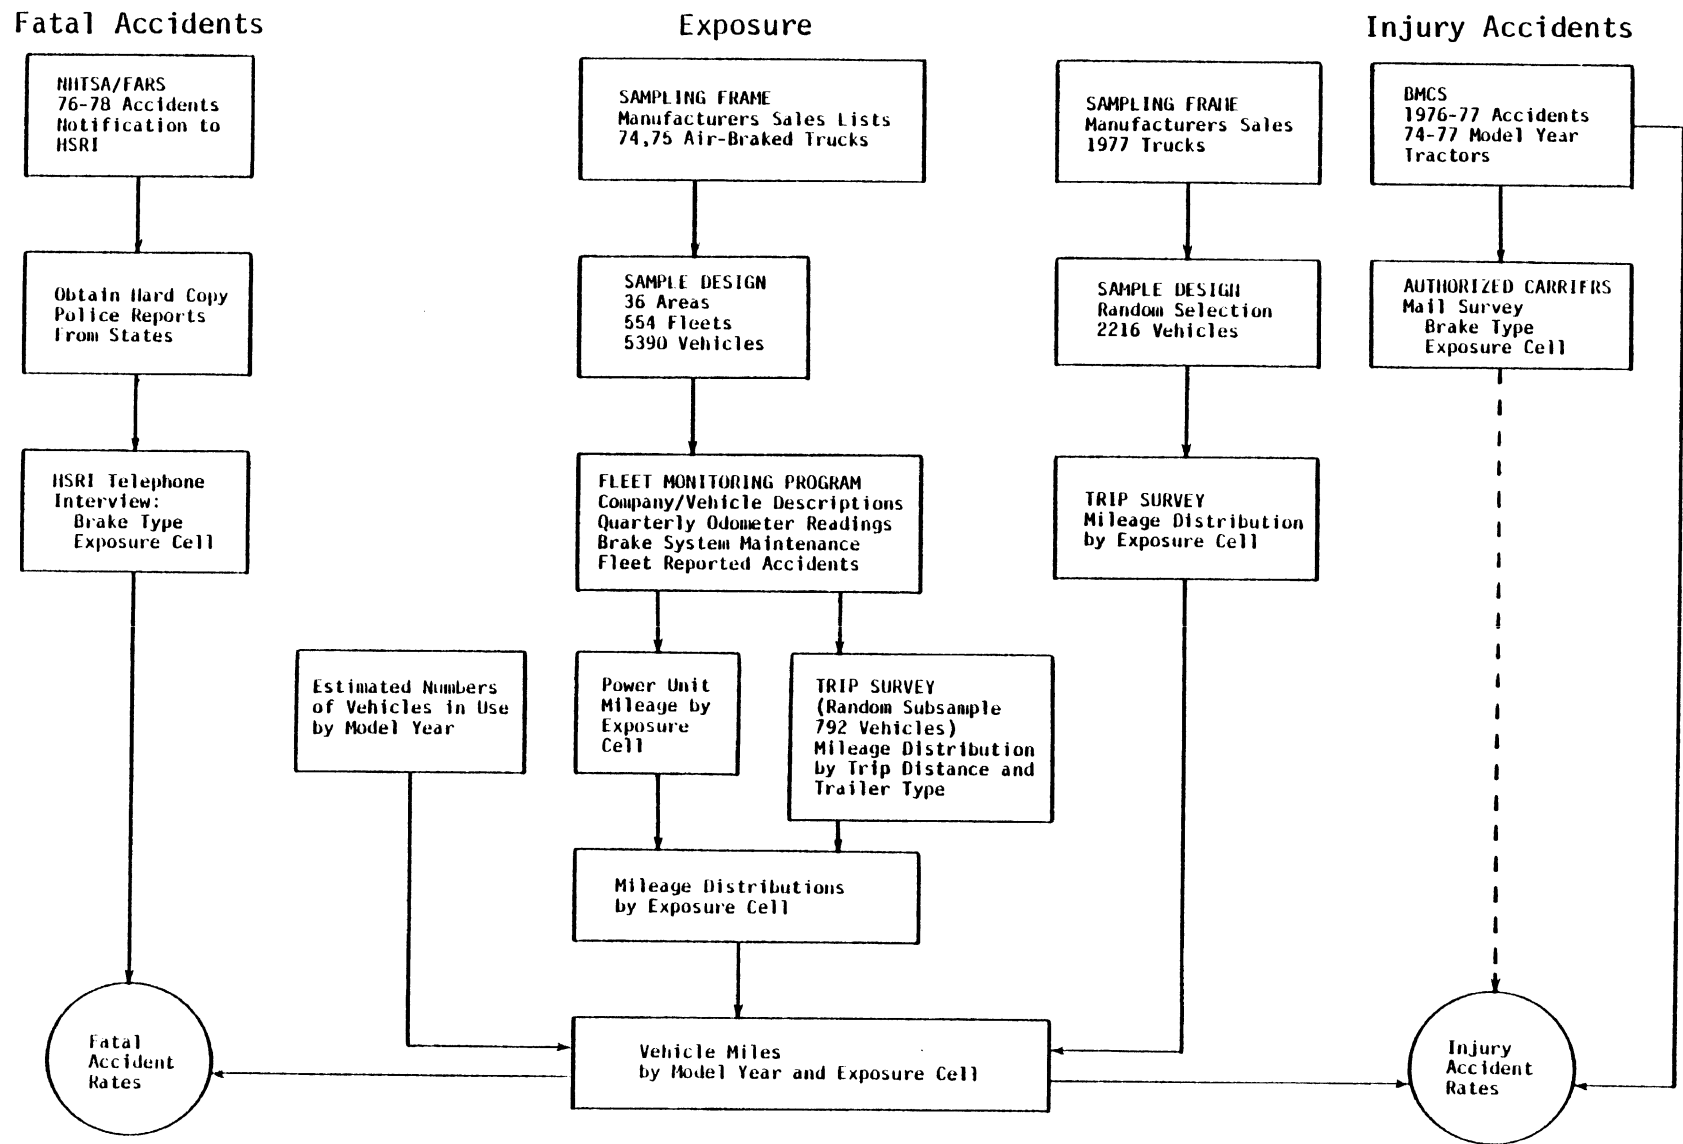 Fatal Accidents
Exposure
Injury Accidents
NHTSA/FARS
76-78 Accidents
Notification to
HSRI
SAMPLING FRAME
Manufacturers Sales Lists
74,75 Air-Braked Trucks
SAMPLING FRAME
Manufacturers Sales
1977 Trucks
BMCS
1976-77 Accidents
74-77 Model Year
Tractors
Obtain Hard Copy
Police Reports
From States
SAMPLE DESIGN
36 Areas
554 Fleets
5390 Vehicles
SAMPLE DESIGN
Random Selection
2216 Vehicles
AUTHORIZED CARRIERS
Mail Survey
Brake Type
Exposure Cell
HSRI Telephone
Interview:
Brake Type
Exposure Cell
FLEET MONITORING PROGRAM
Company/Vehicle Descriptions
Quarterly Odometer Readings
Brake System Maintenance
Fleet Reported Accidents
TRIP SURVEY
Mileage Distribution
by Exposure Cell
Estimated Numbers
of Vehicles in Use
by Model Year
Power Unit
Mileage by
Exposure
Cell
TRIP SURVEY
(Random Subsample
792 Vehicles)
Mileage Distribution
by Trip Distance and
Trailer Type
Mileage Distributions
by Exposure Cell
Fatal
Accident
Rates
Vehicle Miles
by Model Year and Exposure Cell
Injury
Accident
Rates